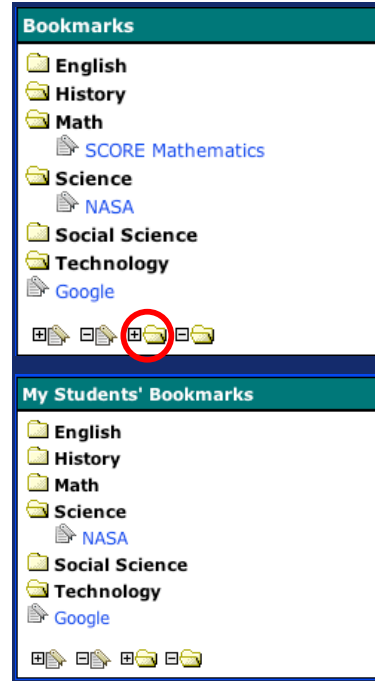 Bookmarks
English
History
Math
SCORE Mathematics
Science
NASA
Social Science
Technology
Google
My Students' Bookmarks
English
History
Math
Science
NASA
Social Science
Technology
Google